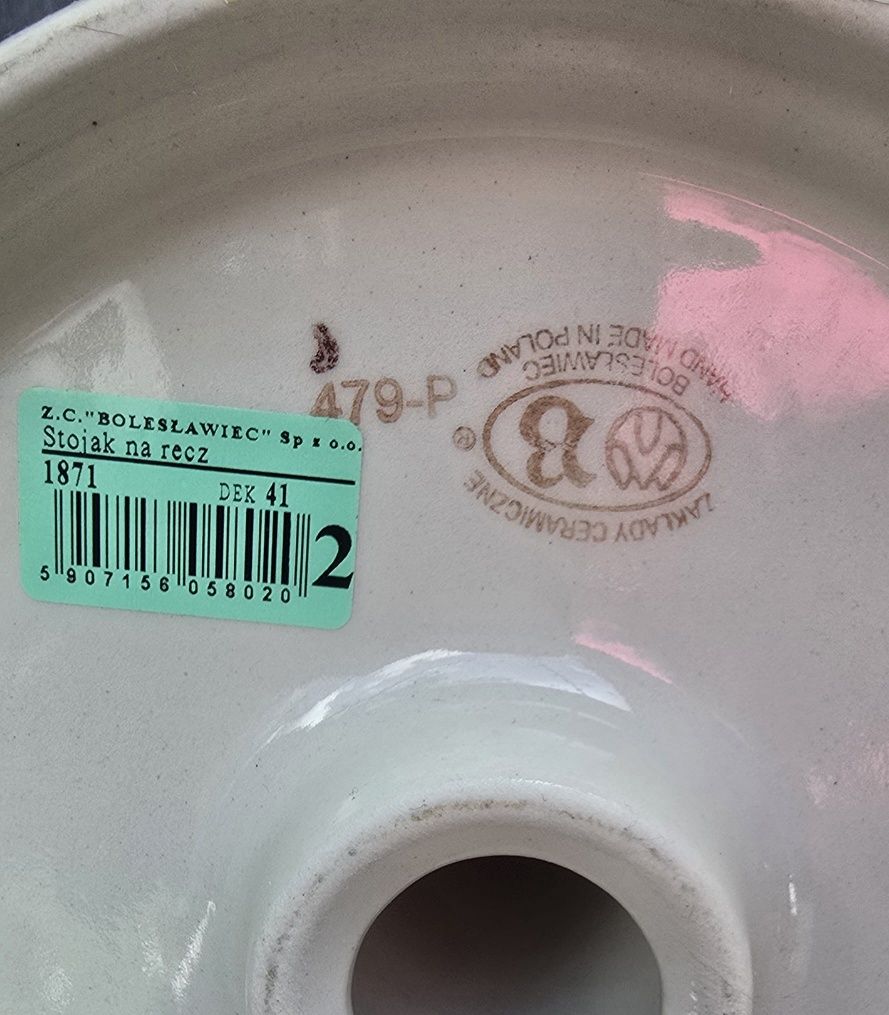 Z.C."BOLESŁAWIEC" Sp z o.o.
Stojak na recz
1871
DEK 41
2
5 907156 058020
479-P
HAND MADE IN POLAND
BOLESŁAWIEC
B
ZAKŁADY CERAMICZNE
®